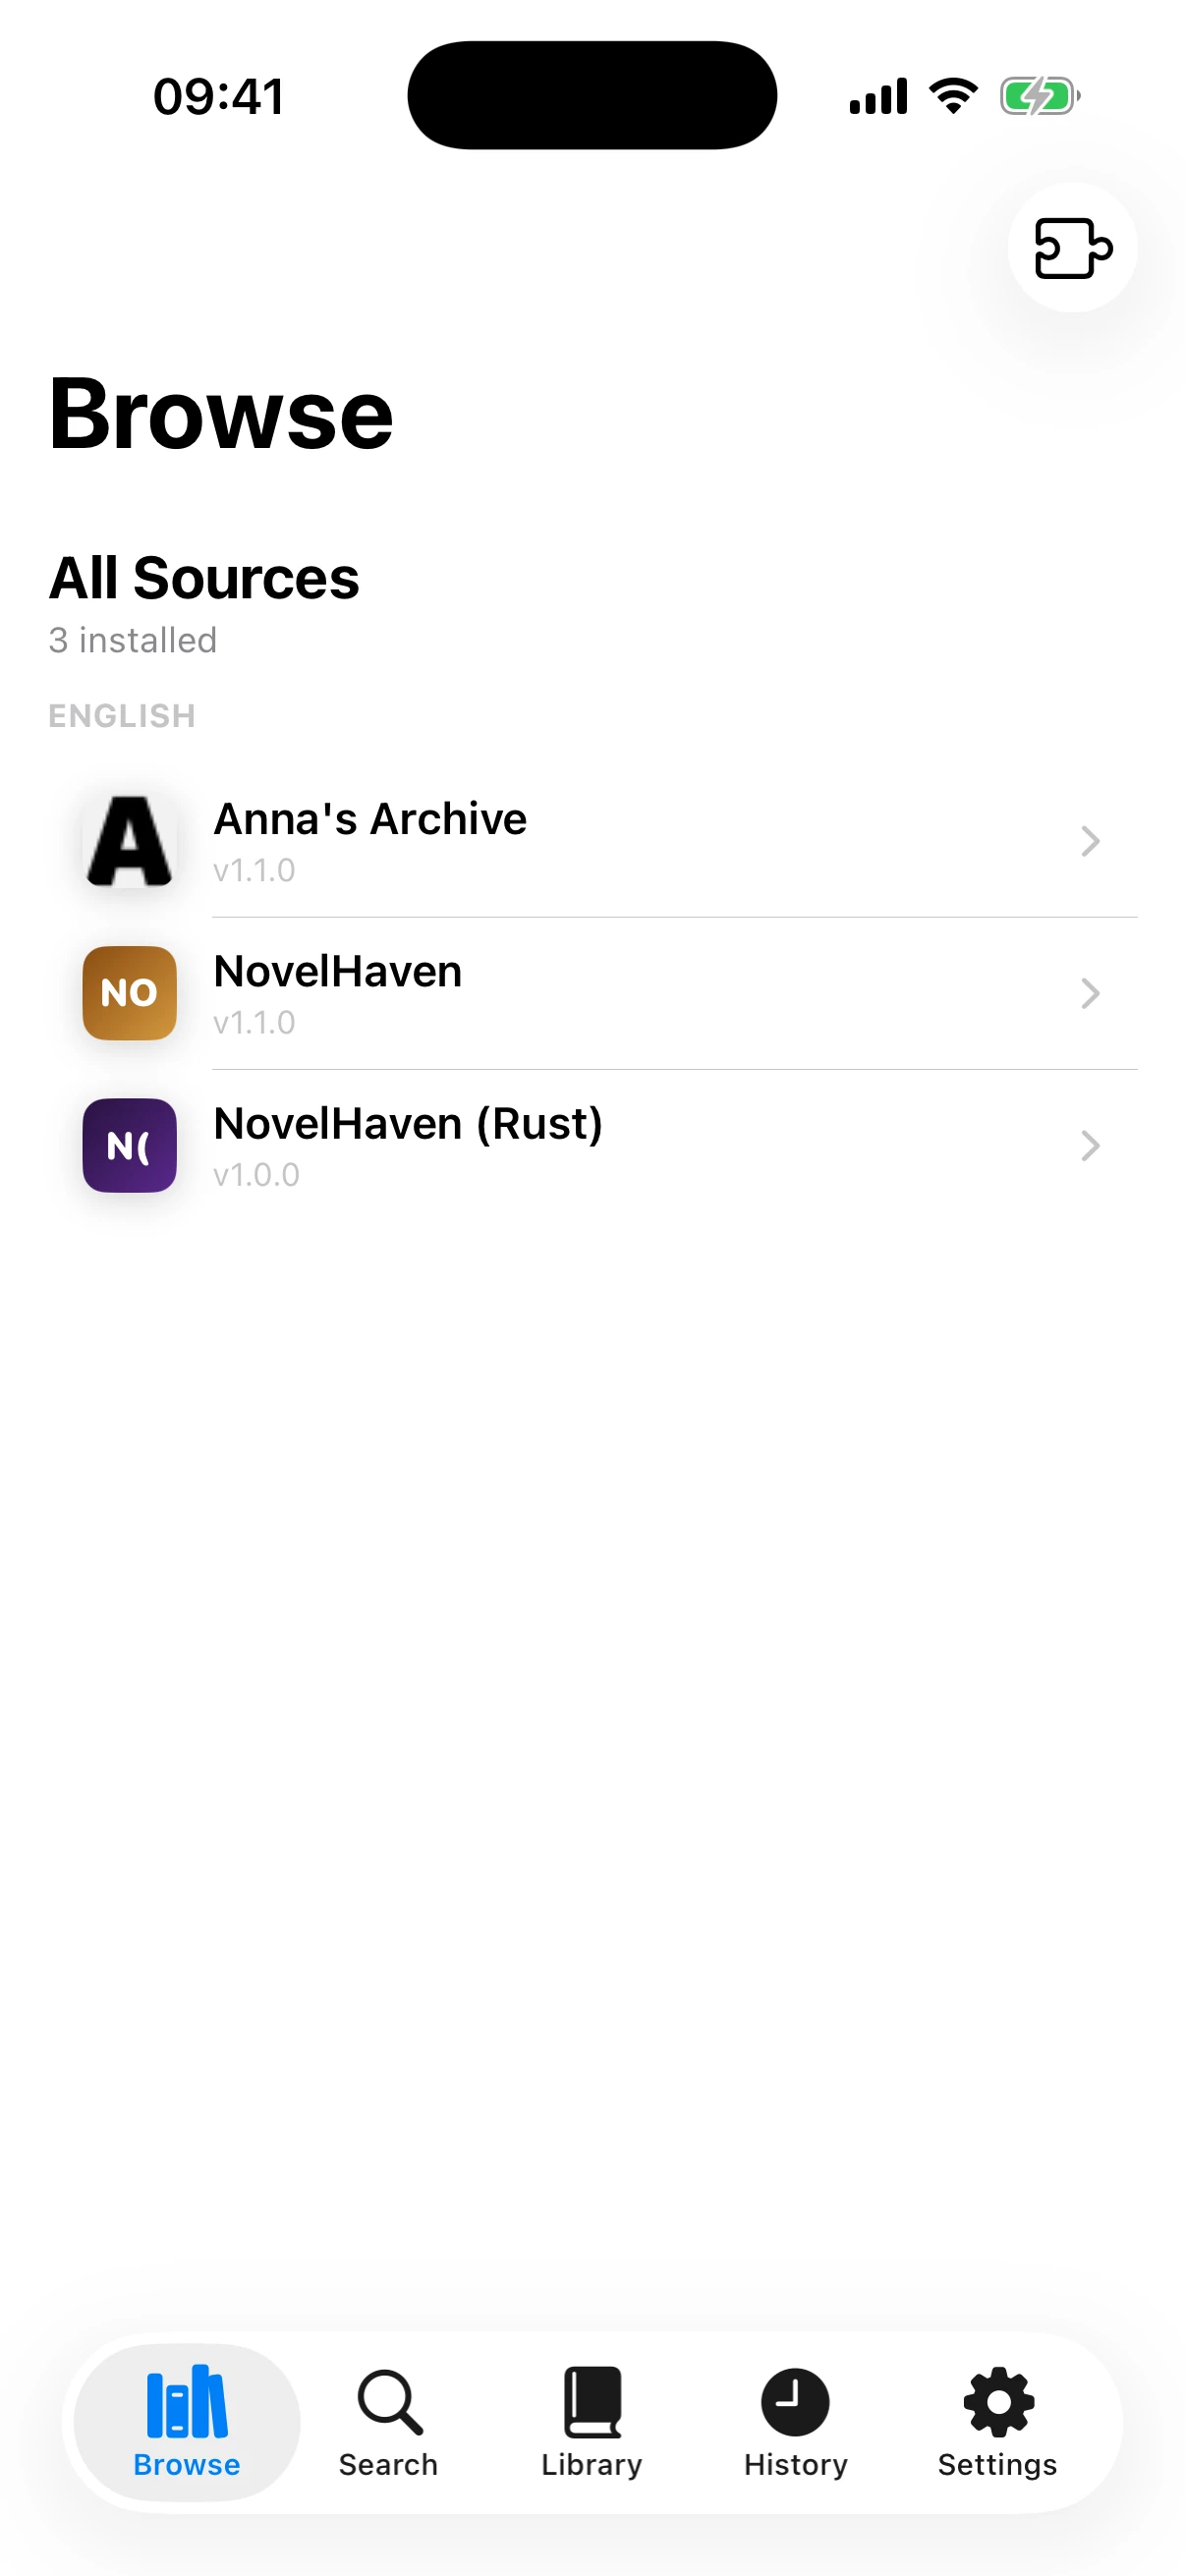 09:41
Browse
All Sources
3 installed
ENGLISH
A
Anna's Archive
v1.1.0
NO
NovelHaven
v1.1.0
N(
NovelHaven (Rust)
v1.0.0
Browse
Search
Library
History
Settings